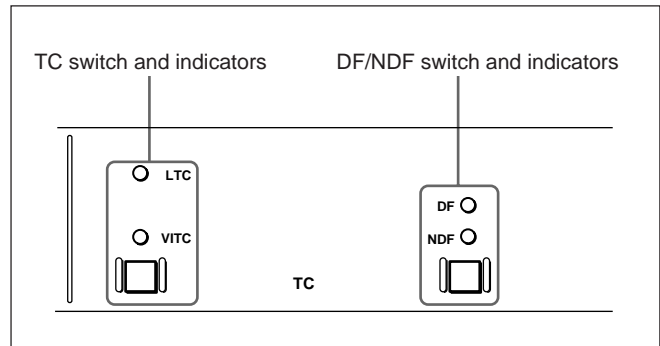 TC switch and indicators
DF/NDF switch and indicators
LTC
VITC
DF
NDF
TC